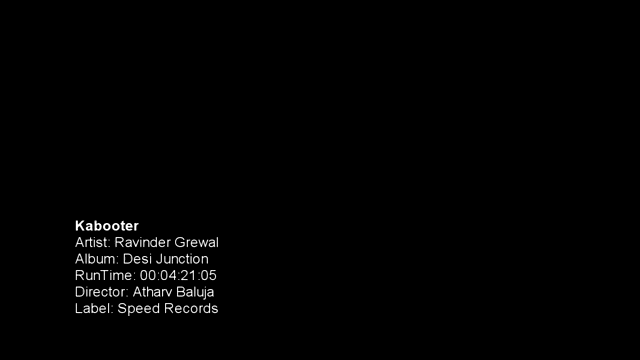 Kabooter
Artist: Ravinder Grewal
Album: Desi Junction
RunTime: 00:04:21:05
Director: Atharv Baluja
Label: Speed Records